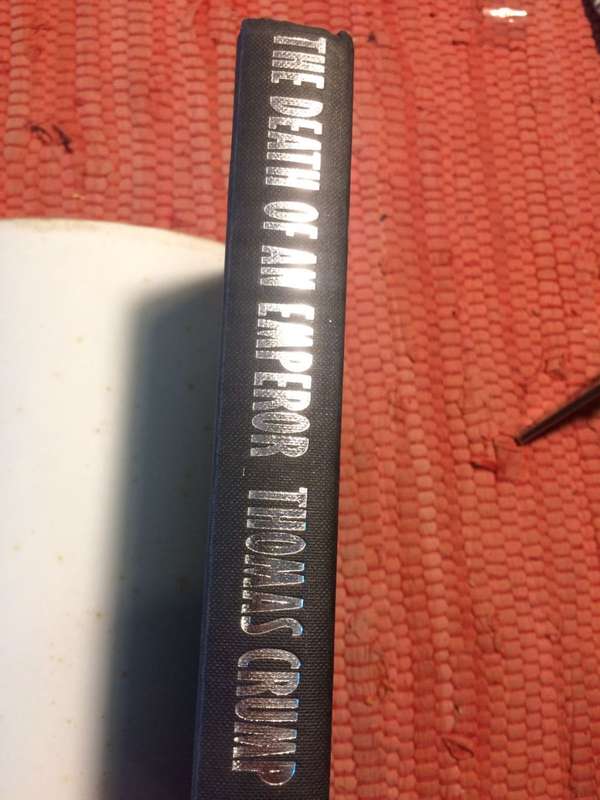 THE DEATH OF AN EMPEROR THOMAS CRUMP